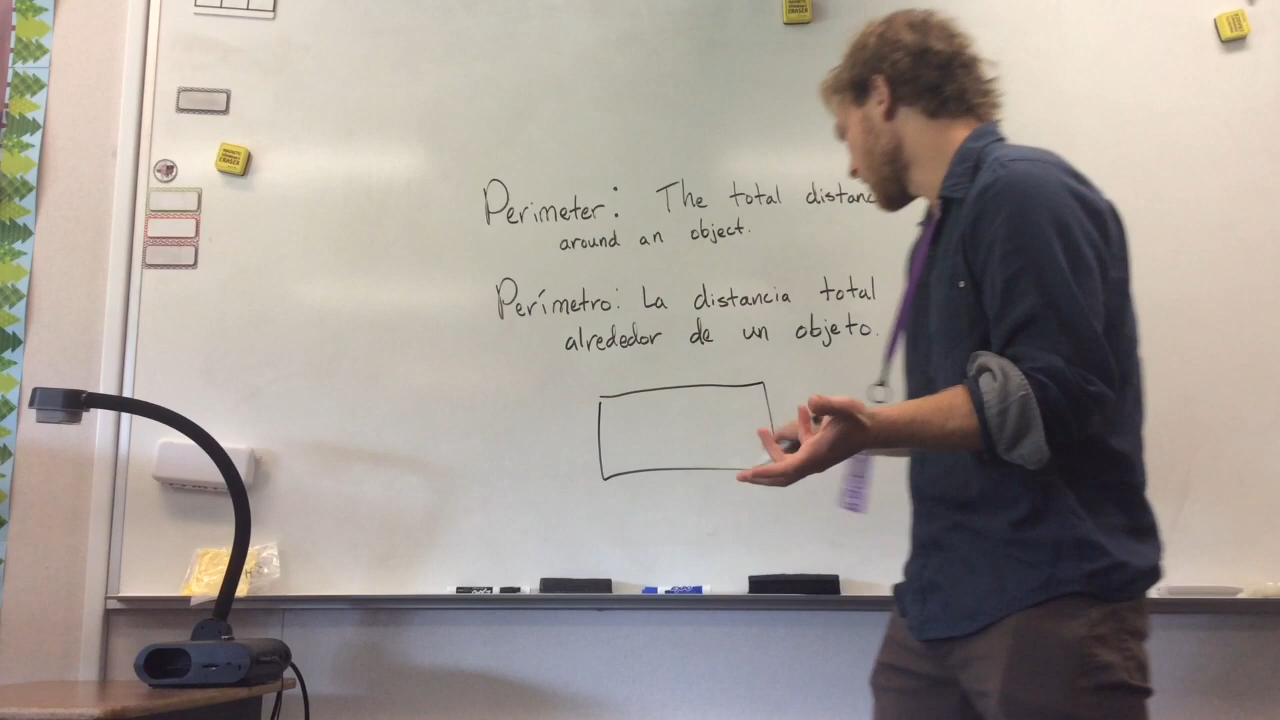 Perimeter: The total distanc
around an object.
Perímetro: La distancia total
alrededor de un objeto.